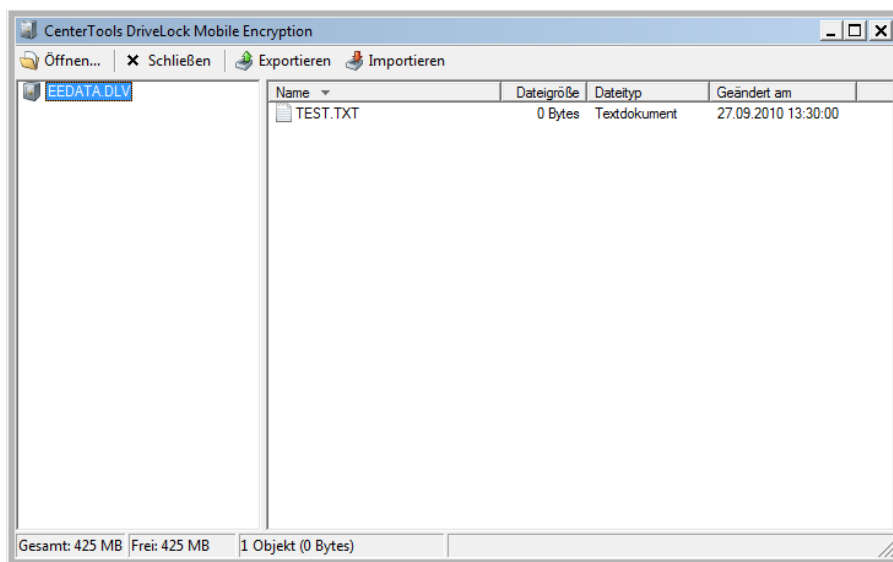 CenterTools DriveLock Mobile Encryption
Öffnen... Schließen Exportieren Importieren
EEDATA.DLV
Name Dateigröße Dateityp Geändert am
TEST.TXT 0 Bytes Textdokument 27.09.2010 13:30:00
Gesamt: 425 MB Frei: 425 MB 1 Objekt (0 Bytes)